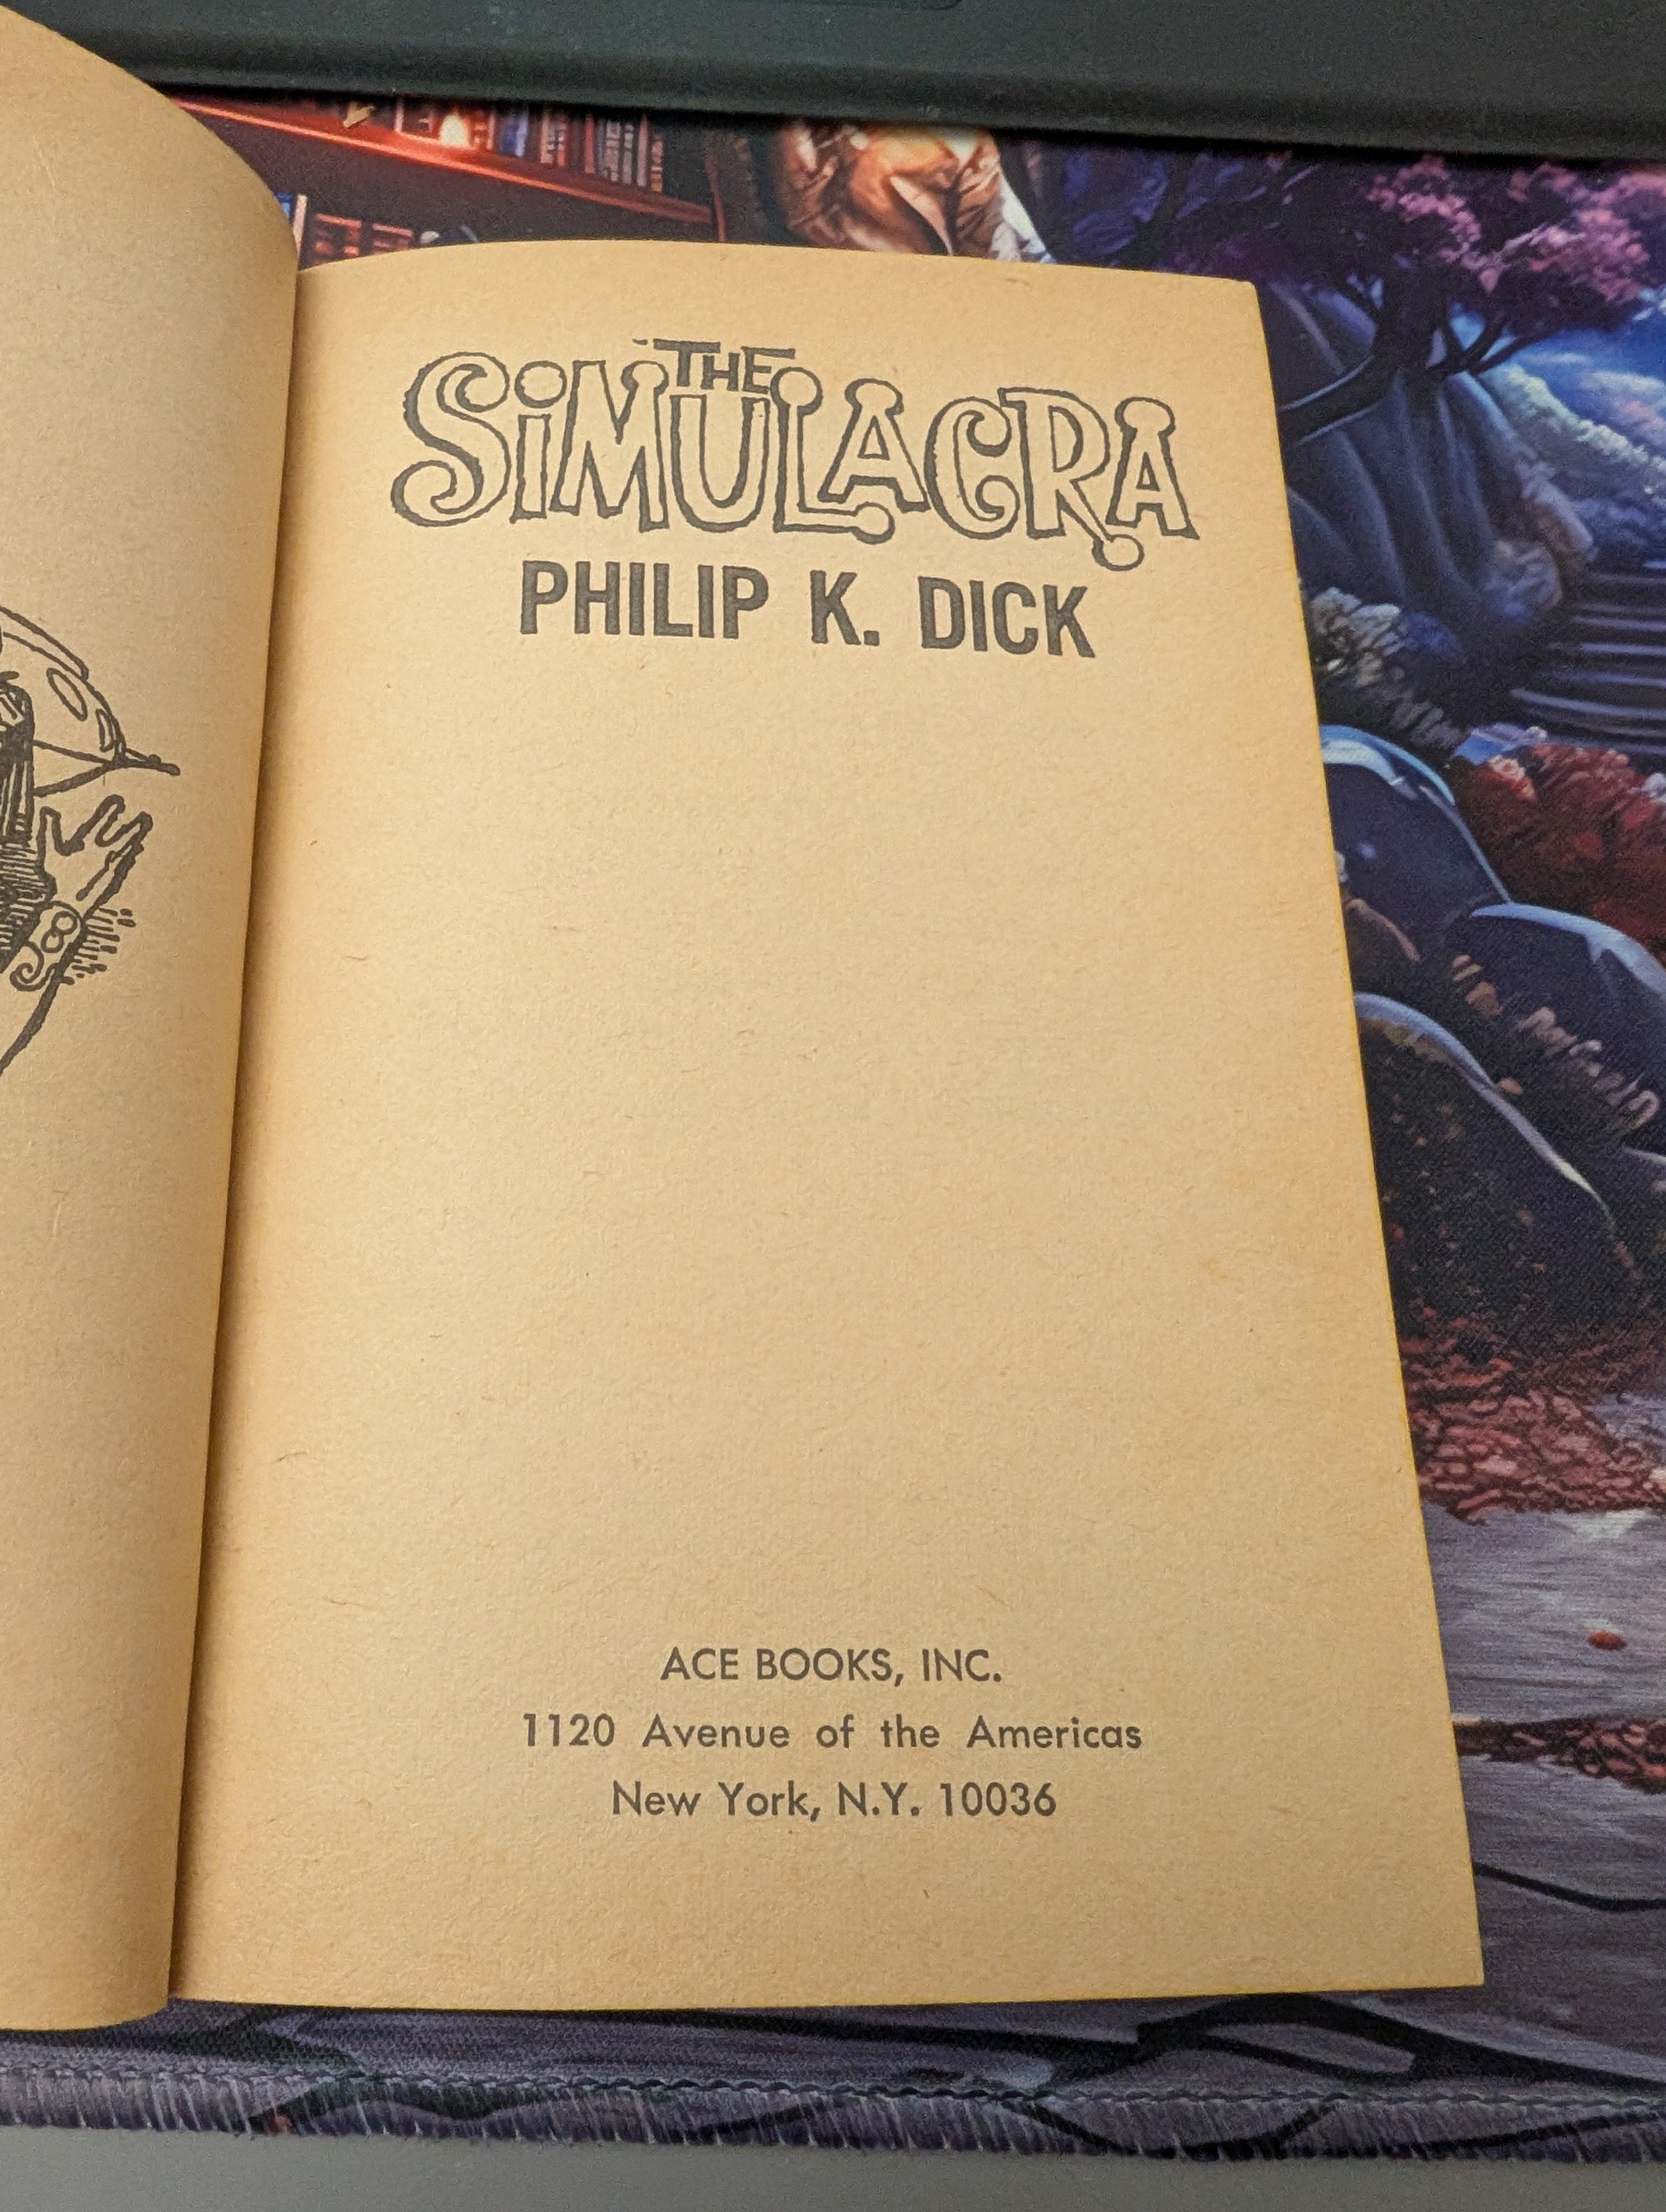 THE
SiMULACRA
PHILIP K. DICK
ACE BOOKS, INC.
1120 Avenue of the Americas
New York, N.Y. 10036